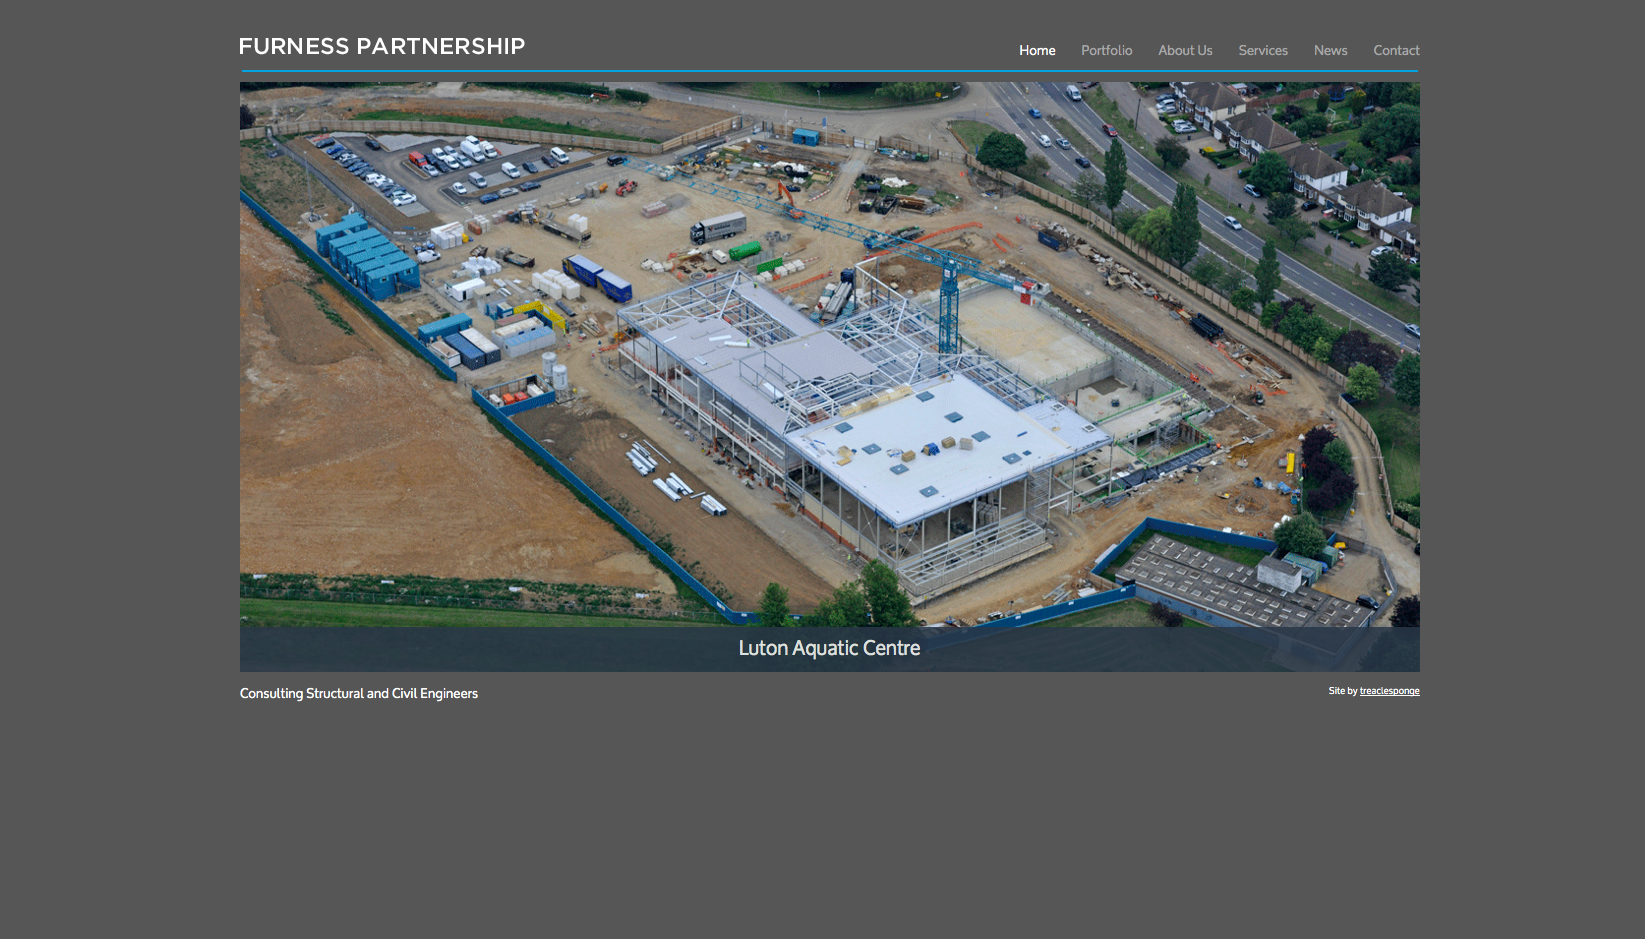 FURNESS PARTNERSHIP
Home Portfolio About Us Services News Contact
Luton Aquatic Centre
Consulting Structural and Civil Engineers
Site by treaclesponge